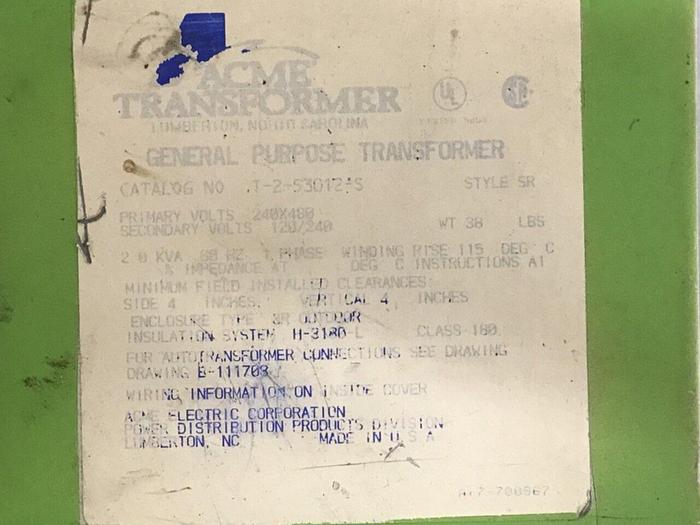 ACME
TRANSFORMER
LUMBERTON, NORTH CAROLINA
UL
GENERAL PURPOSE TRANSFORMER
CATALOG NO T-2-53012-S STYLE SR
PRIMARY VOLTS 240X480
SECONDARY VOLTS 120/240 WT 38 LBS
2.0 KVA 60 HZ 1 PHASE WINDING RISE 115 DEG C
% IMPEDANCE AT DEG C INSTRUCTIONS A1
MINIMUM FIELD INSTALLED CLEARANCES:
SIDE 4 INCHES. VERTICAL 4 INCHES
ENCLOSURE TYPE 3R OUTDOOR
INSULATION SYSTEM H-3180-L CLASS 180
FOR AUTOTRANSFORMER CONNECTIONS SEE DRAWING
DRAWING B-111703
WIRING INFORMATION ON INSIDE COVER
ACME ELECTRIC CORPORATION
POWER DISTRIBUTION PRODUCTS DIVISION
LUMBERTON, NC MADE IN U S A